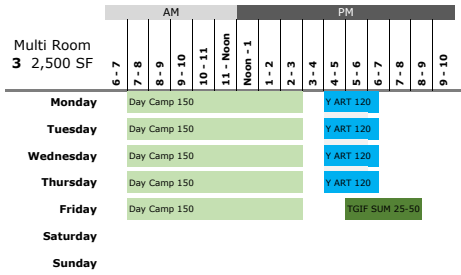 AM PM
Multi Room
3 2,500 SF
6 - 7 7 - 8 8 - 9 9 - 10 10 - 11 11 - Noon Noon - 1 1 - 2 2 - 3 3 - 4 4 - 5 5 - 6 6 - 7 7 - 8 8 - 9 9 - 10
Monday Day Camp 150 Y ART 120
Tuesday Day Camp 150 Y ART 120
Wednesday Day Camp 150 Y ART 120
Thursday Day Camp 150 Y ART 120
Friday Day Camp 150 TGIF SUM 25-50
Saturday
Sunday